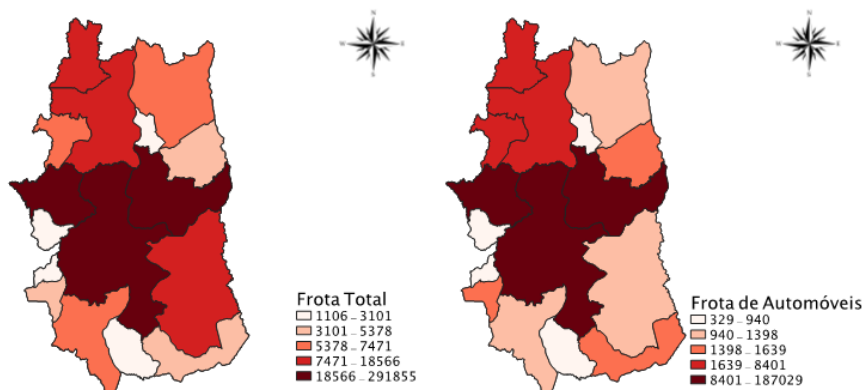 N
W E
S
N
W E
S
Frota Total
1106 – 3101
3101 – 5378
5378 – 7471
7471 – 18566
18566 – 291855
Frota de Automóveis
329 – 940
940 – 1398
1398 – 1639
1639 – 8401
8401 – 187029